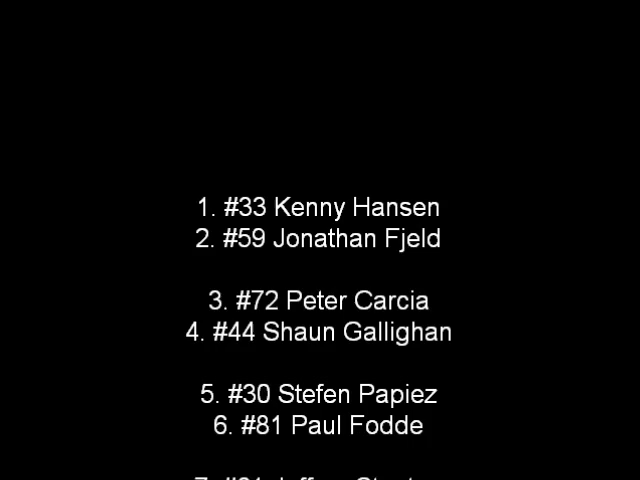 1. #33 Kenny Hansen
2. #59 Jonathan Fjeld
3. #72 Peter Carcia
4. #44 Shaun Gallighan
5. #30 Stefen Papiez
6. #81 Paul Fodde